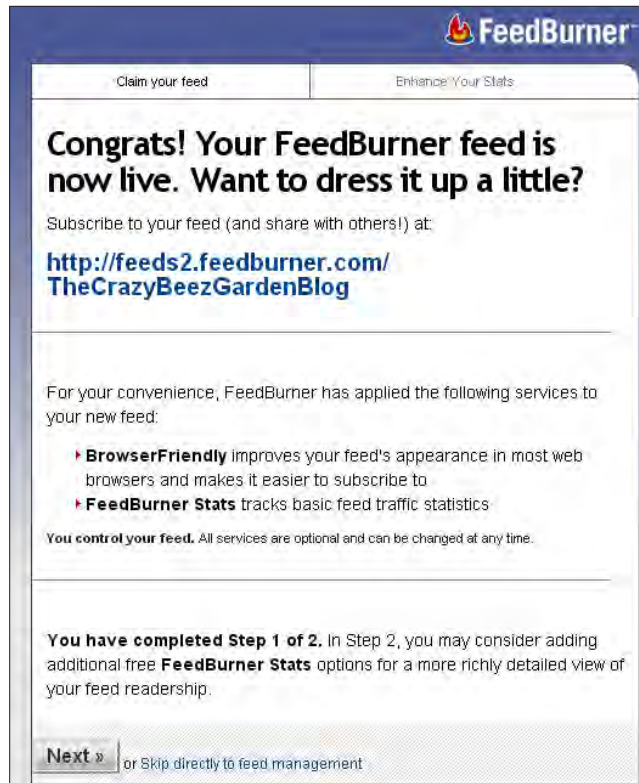 FeedBurner
Claim your feed
Enhance Your Stats
Congrats! Your FeedBurner feed is
now live. Want to dress it up a little?
Subscribe to your feed (and share with others!) at:
http://feeds2.feedburner.com/
TheCrazyBeezGardenBlog
For your convenience, FeedBurner has applied the following services to
your new feed:
BrowserFriendly improves your feed's appearance in most web
browsers and makes it easier to subscribe to
FeedBurner Stats tracks basic feed traffic statistics
You control your feed. All services are optional and can be changed at any time.
You have completed Step 1 of 2. In Step 2, you may consider adding
additional free FeedBurner Stats options for a more richly detailed view of
your feed readership.
Next » or Skip directly to feed management